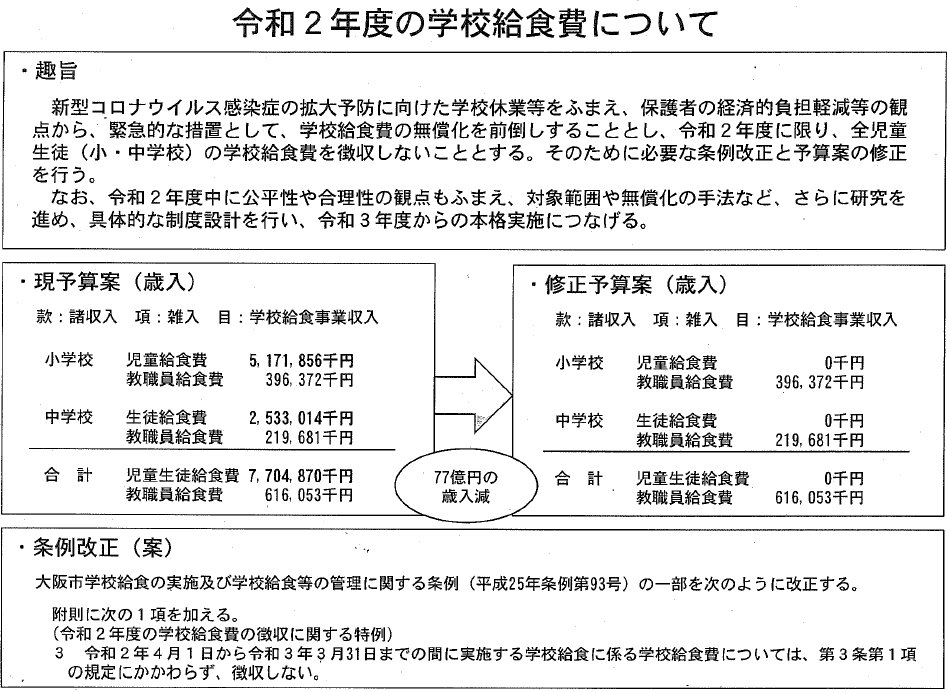 令和２年度の学校給食費について
・趣旨
新型コロナウイルス感染症の拡大予防に向けた学校休業等をふまえ、保護者の経済的負担軽減等の観
点から、緊急的な措置として、学校給食費の無償化を前倒しすることとし、令和２年度に限り、全児童
生徒（小・中学校）の学校給食費を徴収しないこととする。そのために必要な条例改正と予算案の修正
を行う。
なお、令和２年度中に公平性や合理性の観点もふまえ、対象範囲や無償化の手法など、さらに研究を
進め、具体的な制度設計を行い、令和３年度からの本格実施につなげる。
・現予算案（歳入）
款：諸収入　項：雑入　目：学校給食事業収入
小学校　児童給食費　5,171,856千円
教職員給食費　396,372千円
中学校　生徒給食費　2,533,014千円
教職員給食費　219,681千円
合　計　児童生徒給食費　7,704,870千円
教職員給食費　616,053千円
77億円の
歳入減
・修正予算案（歳入）
款：諸収入　項：雑入　目：学校給食事業収入
小学校　児童給食費　0千円
教職員給食費　396,372千円
中学校　生徒給食費　0千円
教職員給食費　219,681千円
合　計　児童生徒給食費　0千円
教職員給食費　616,053千円
・条例改正（案）
大阪市学校給食の実施及び学校給食等の管理に関する条例（平成25年条例第93号）の一部を次のように改正する。
附則に次の１項を加える。
（令和２年度の学校給食費の徴収に関する特例）
３　令和２年４月１日から令和３年３月31日までの間に実施する学校給食に係る学校給食費については、第３条第１項
の規定にかかわらず、徴収しない。